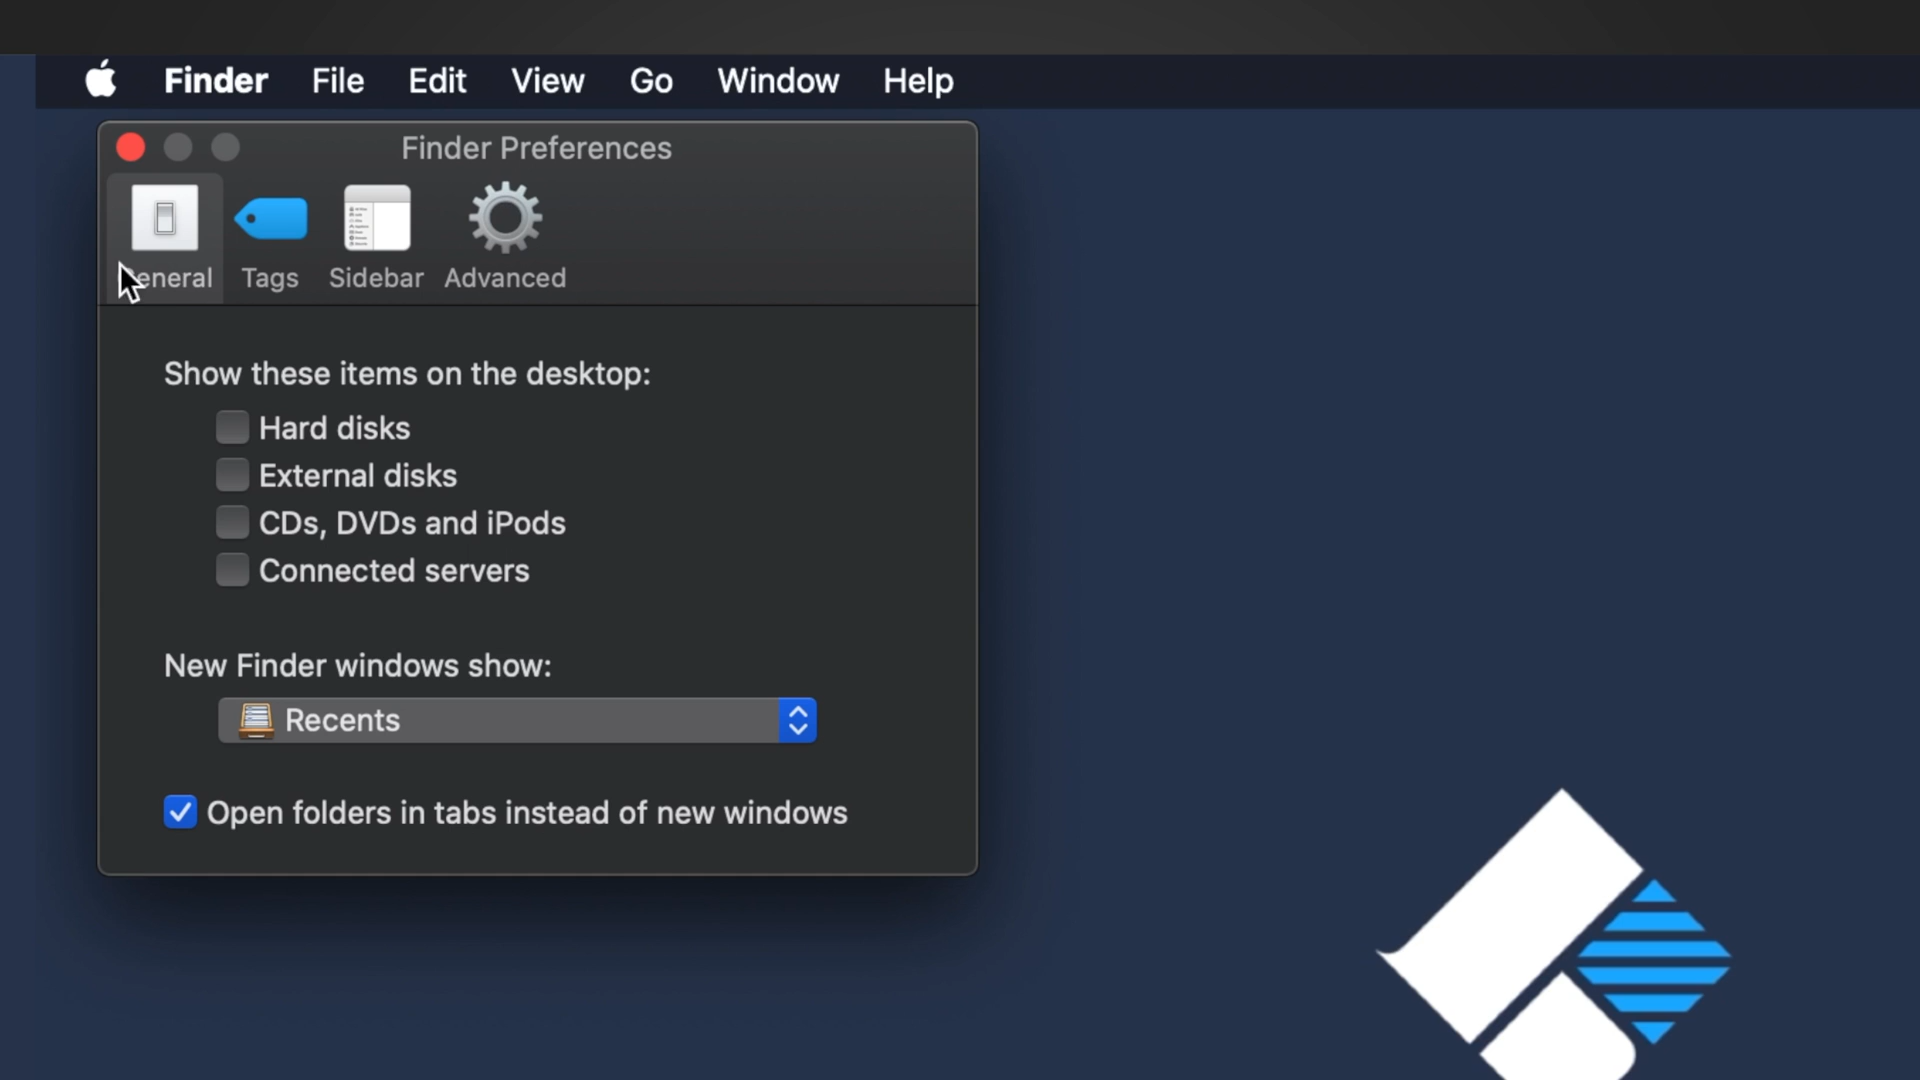 Finder File Edit View Go Window Help
Finder Preferences
General Tags Sidebar Advanced
Show these items on the desktop:
Hard disks
External disks
CDs, DVDs and iPods
Connected servers
New Finder windows show:
Recents
Open folders in tabs instead of new windows